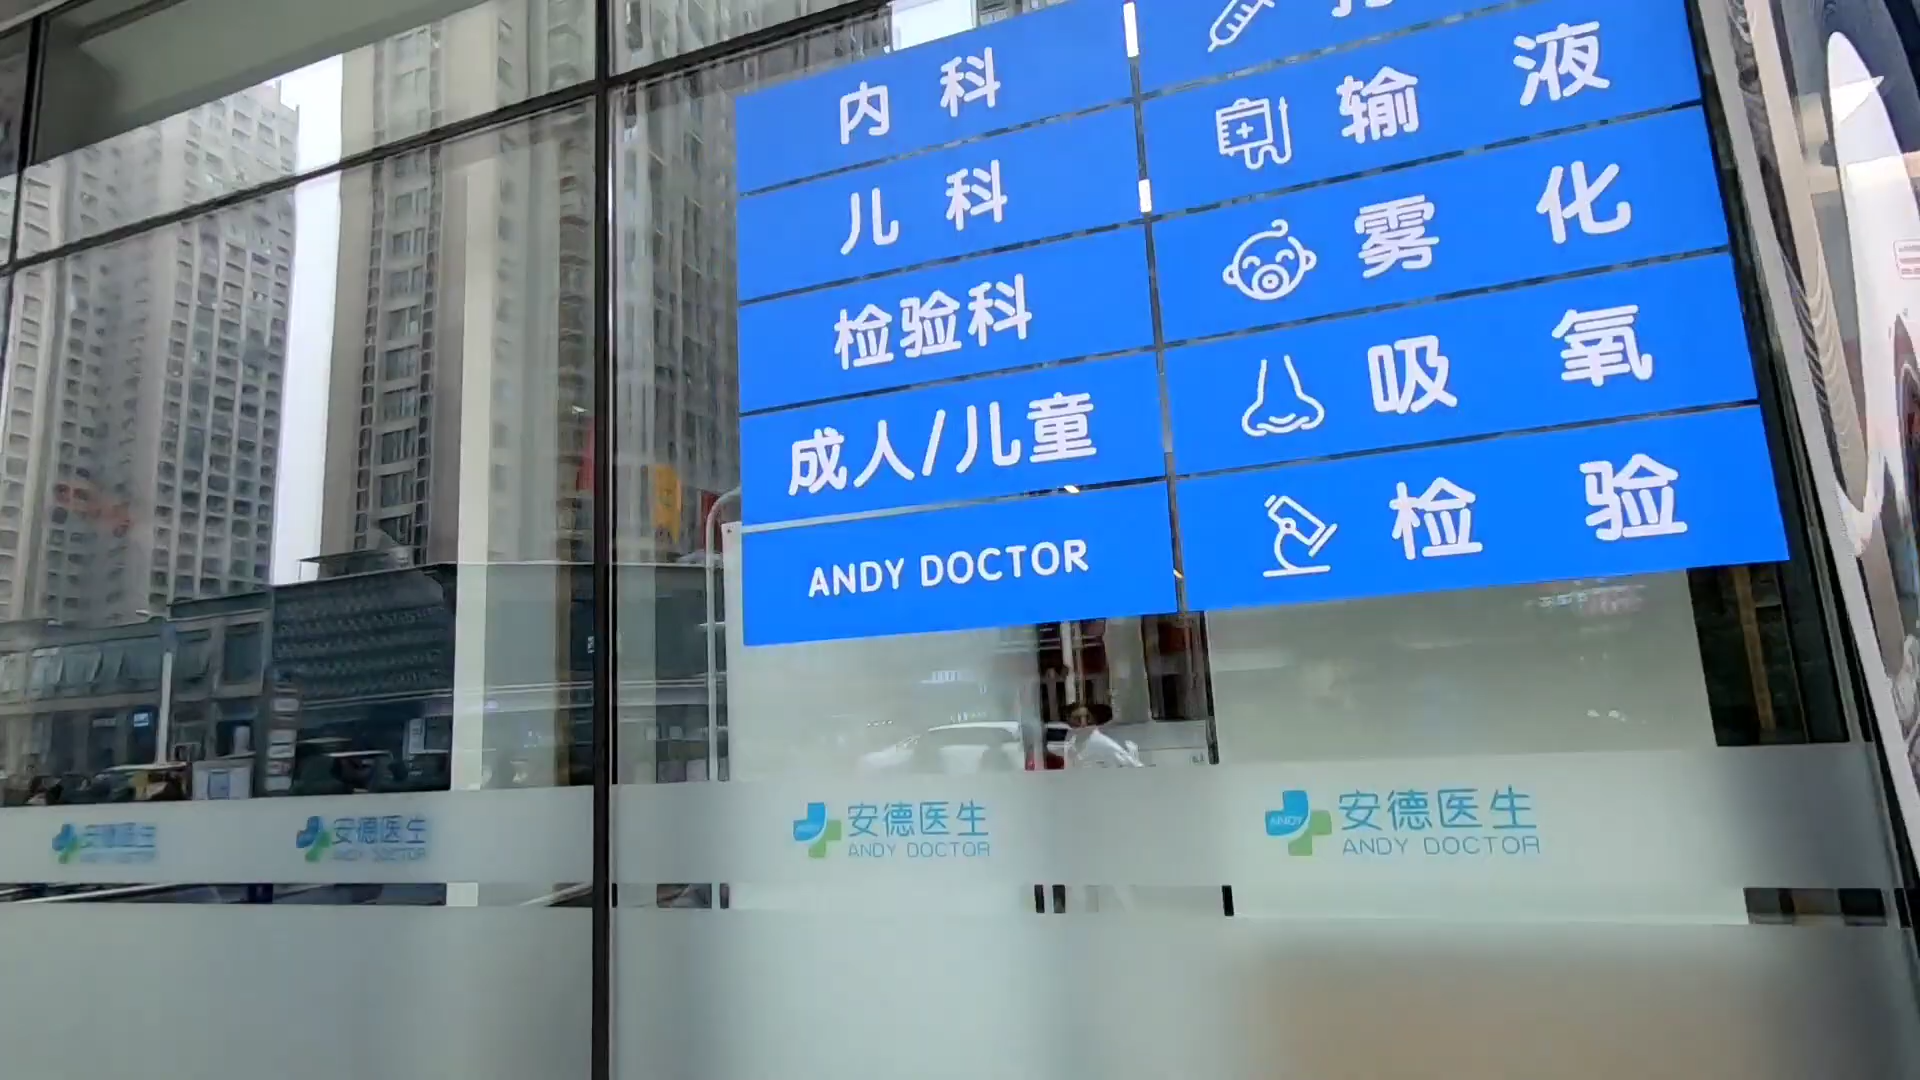 内科
儿科
检验科
成人/儿童
ANDY DOCTOR
输液
雾化
吸氧
检验
安德医生
ANDY DOCTOR
安德医生
ANDY DOCTOR
安德医生
ANDY DOCTOR
ANDY
安德医生
ANDY DOCTOR